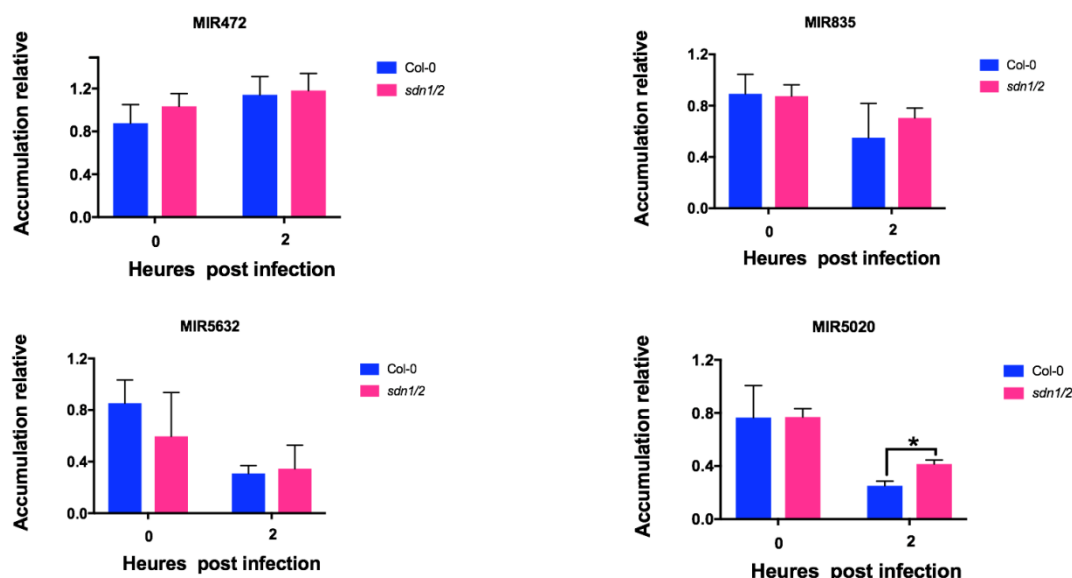 MIR472
Accumulation relative
1.2
0.8
0.4
0.0
0
2
Heures post infection
Col-0
sdn1/2
MIR835
Accumulation relative
1.2
0.8
0.4
0.0
0
2
Heures post infection
Col-0
sdn1/2
MIR5632
Accumulation relative
1.2
0.8
0.4
0.0
0
2
Heures post infection
Col-0
sdn1/2
MIR5020
Accumulation relative
1.2
0.8
0.4
0.0
*
0
2
Heures post infection
Col-0
sdn1/2